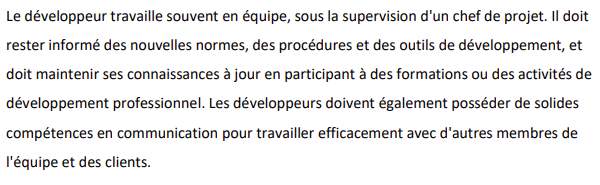 Le développeur travaille souvent en équipe, sous la supervision d'un chef de projet. Il doit
rester informé des nouvelles normes, des procédures et des outils de développement, et
doit maintenir ses connaissances à jour en participant à des formations ou des activités de
développement professionnel. Les développeurs doivent également posséder de solides
compétences en communication pour travailler efficacement avec d'autres membres de
l'équipe et des clients.